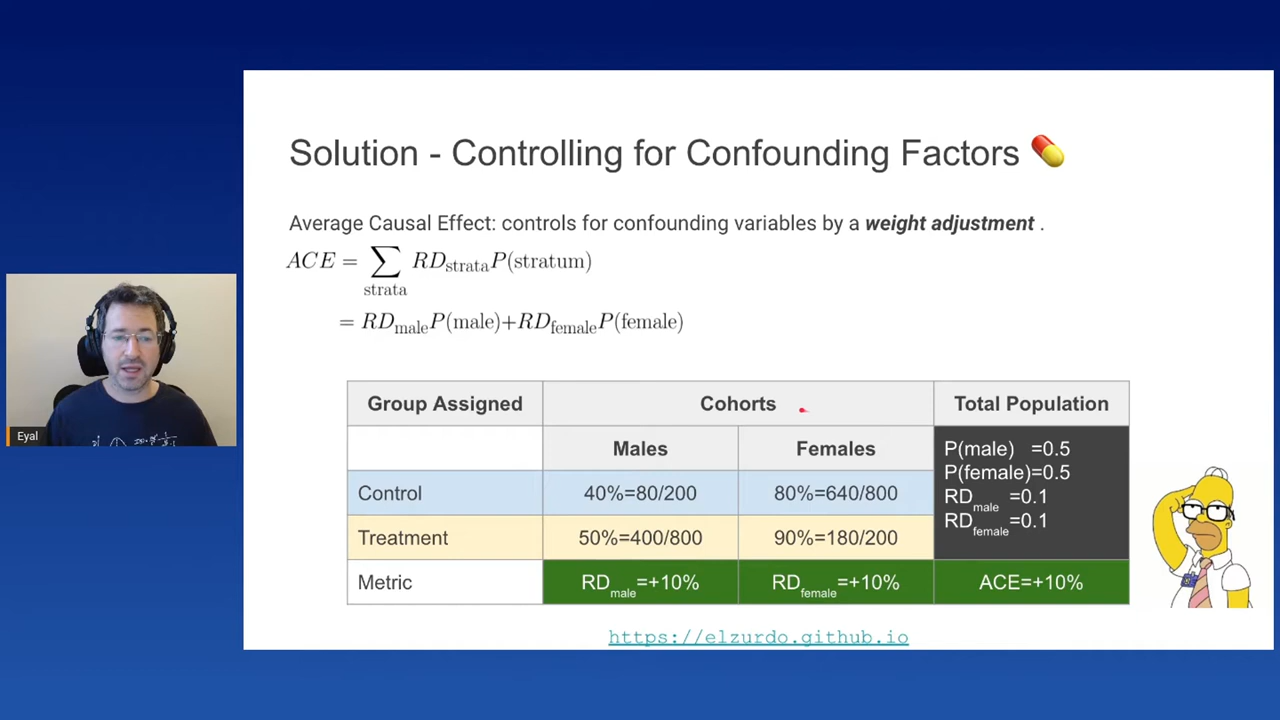 Solution - Controlling for Confounding Factors
Average Causal Effect: controls for confounding variables by a weight adjustment .
ACE = ∑ RD_strata P(stratum)
strata
= RD_male P(male)+RD_female P(female)
Group Assigned Cohorts Total Population
Males Females P(male) =0.5
P(female)=0.5
Control 40%=80/200 80%=640/800 RD_male =0.1
RD_female=0.1
Treatment 50%=400/800 90%=180/200
Metric RD_male=+10% RD_female=+10% ACE=+10%
Eyal
https://elzurdo.github.io